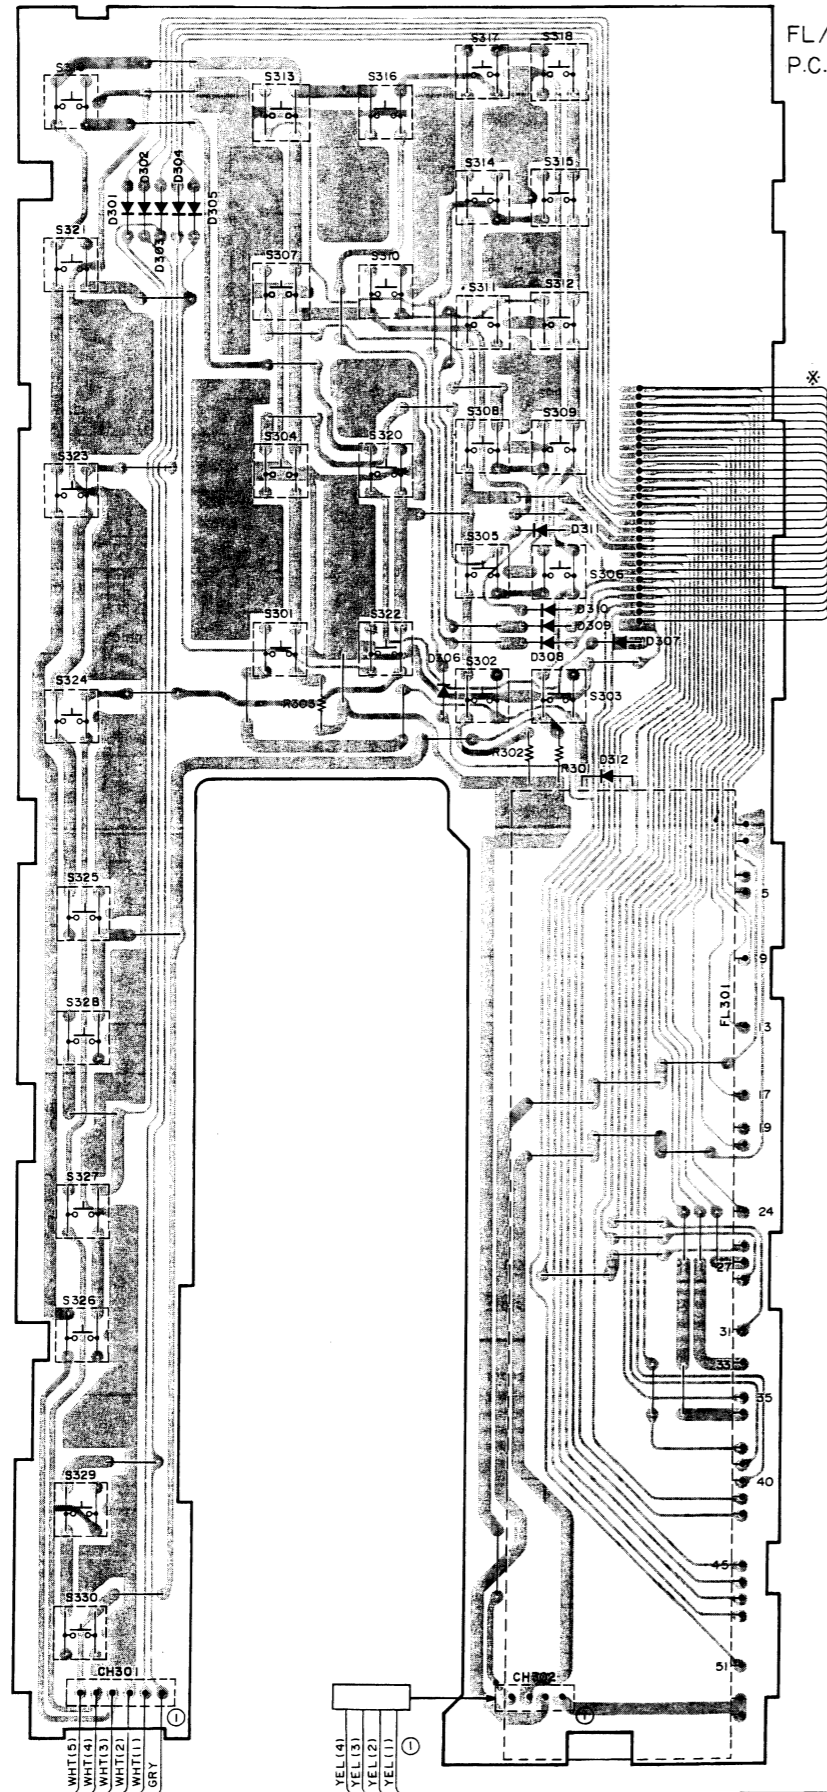 FL/
P.C.
S317
S318
S313
S316
D302
D304
D301
D303
D305
S314
S315
S321
S307
S310
S311
S312
※
S308
S309
S304
S320
S323
D311
S305
S306
D310
D309
S301
S322
D307
D306
S302
D308
S324
S303
R303
R302
R301
D312
S325
5
9
FL301
13
S328
17
19
S327
24
27
S326
31
33
35
S329
40
45
S330
51
CH301
CH302
①
①
WHT(5)
WHT(4)
WHT(3)
WHT(2)
WHT(1)
GRY
YEL(4)
YEL(3)
YEL(2)
YEL(1)
①